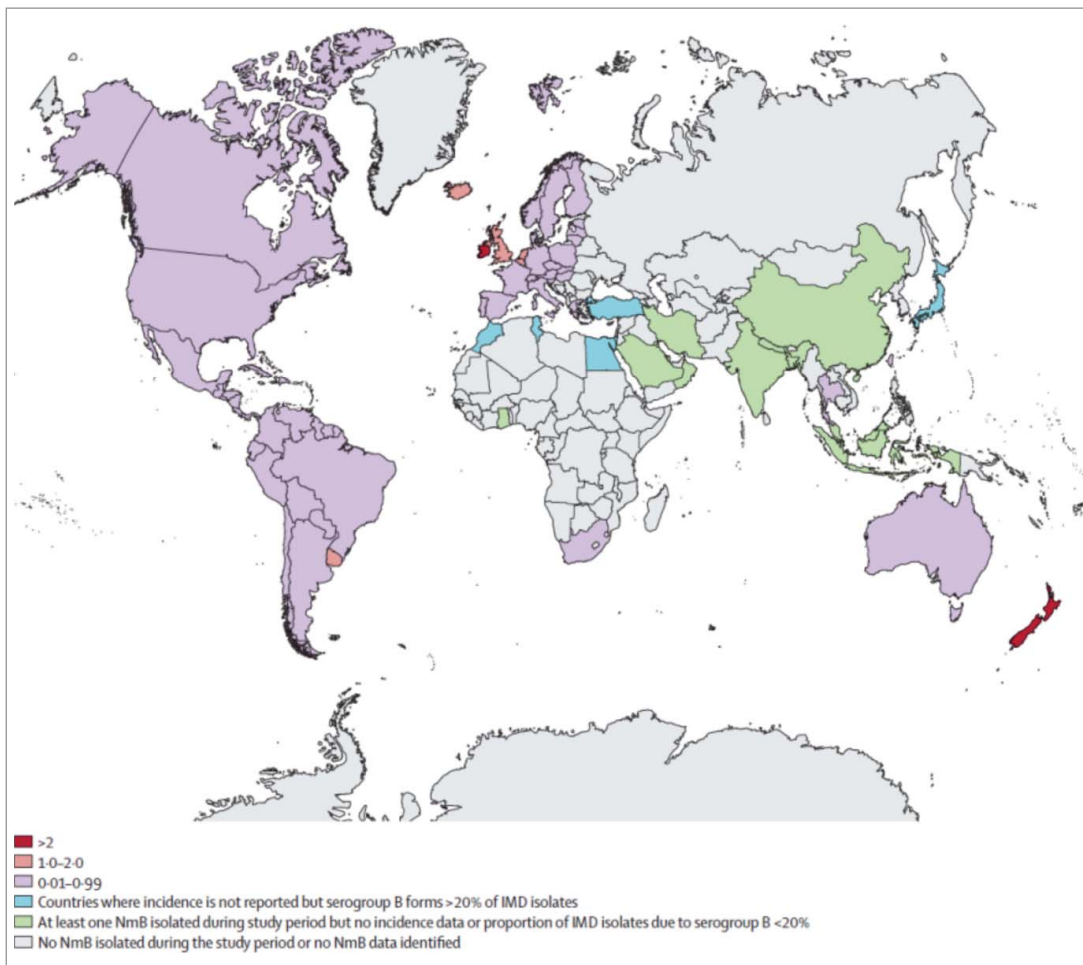 >2
1·0–2·0
0·01–0·99
Countries where incidence is not reported but serogroup B forms >20% of IMD isolates
At least one NmB isolated during study period but no incidence data or proportion of IMD isolates due to serogroup B <20%
No NmB isolated during the study period or no NmB data identified